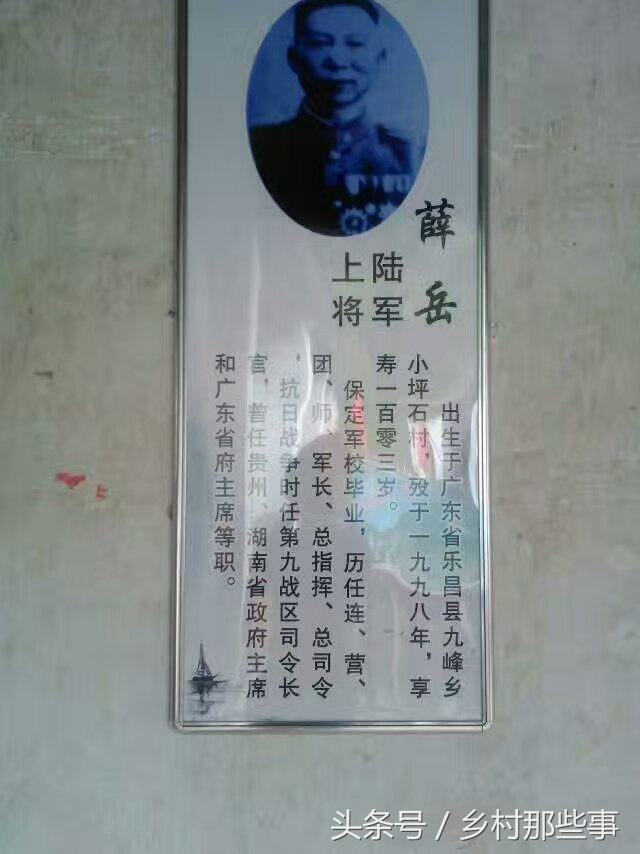 薛岳
陆军
上将
出生于广东省乐昌县九峰乡
小坪石村，殁于一九九八年，享
寿一百零三岁。
保定军校毕业，历任连、营、
团、师、军长、总指挥、总司令
，抗日战争时任第九战区司令长
官，曾任贵州、湖南省政府主席
和广东省府主席等职。
头条号 / 乡村那些事